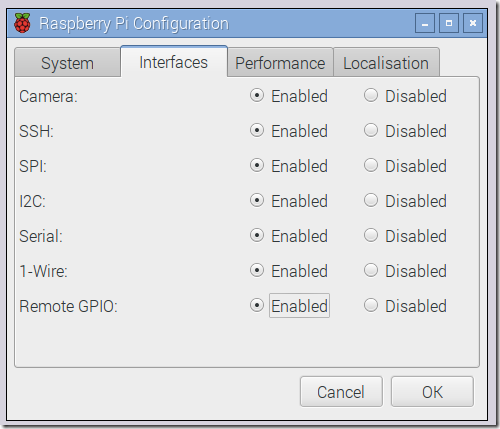 Raspberry Pi Configuration
System Interfaces Performance Localisation
Camera: Enabled Disabled
SSH: Enabled Disabled
SPI: Enabled Disabled
I2C: Enabled Disabled
Serial: Enabled Disabled
1-Wire: Enabled Disabled
Remote GPIO: Enabled Disabled
Cancel OK